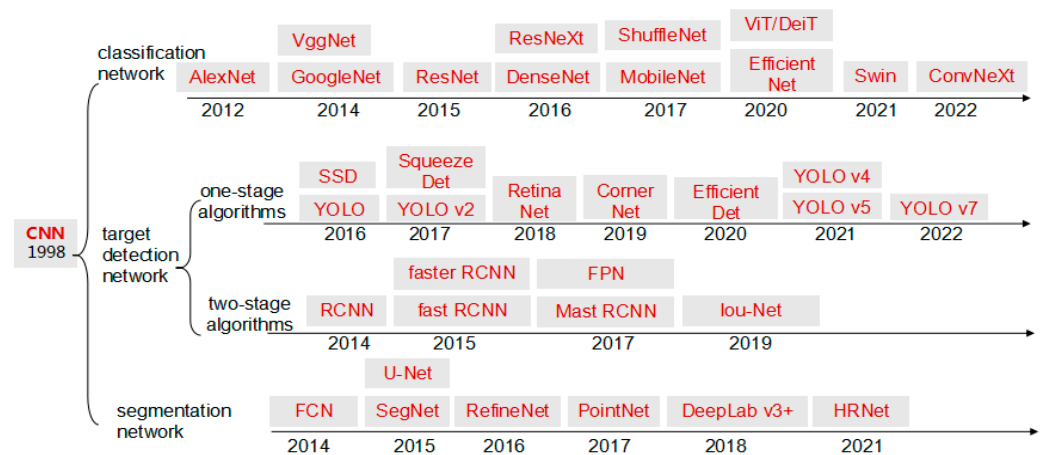 classification
network
VggNet
ResNeXt
ShuffleNet
ViT/DeiT
AlexNet
GoogleNet
ResNet
DenseNet
MobileNet
Efficient
Net
Swin
ConvNeXt
2012
2014
2015
2016
2017
2020
2021
2022
CNN
1998
target
detection
network
one-stage
algorithms
SSD
Squeeze
Det
YOLO v4
YOLO
YOLO v2
Retina
Net
Corner
Net
Efficient
Det
YOLO v5
YOLO v7
2016
2017
2018
2019
2020
2021
2022
two-stage
algorithms
faster RCNN
FPN
RCNN
fast RCNN
Mast RCNN
Iou-Net
2014
2015
2017
2019
segmentation
network
U-Net
FCN
SegNet
RefineNet
PointNet
DeepLab v3+
HRNet
2014
2015
2016
2017
2018
2021